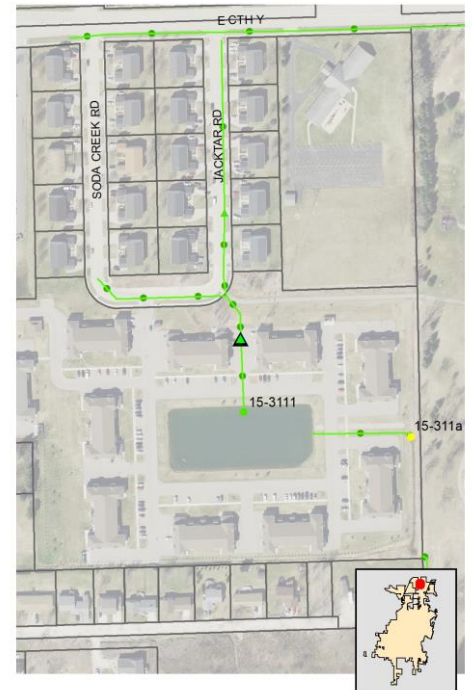 E CTH Y
SODA CREEK RD
JACKTAR RD
15-3111
15-311a